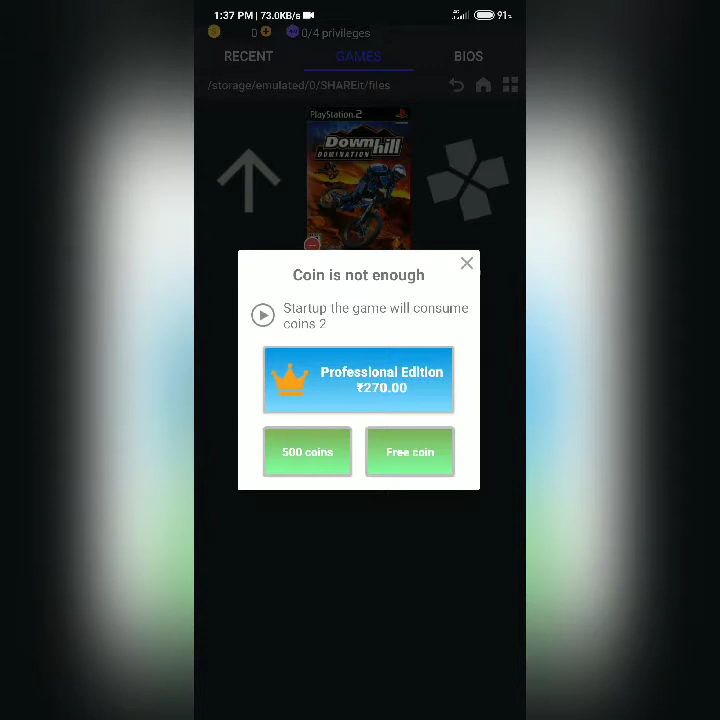 1:37 PM | 73.0KB/s
4G
91%
0
0/4 privileges
RECENT
GAMES
BIOS
/storage/emulated/0/SHAREit/files
PlayStation 2
Downhill
DOMINATION
Coin is not enough
Startup the game will consume
coins 2
Professional Edition
₹270.00
500 coins
Free coin